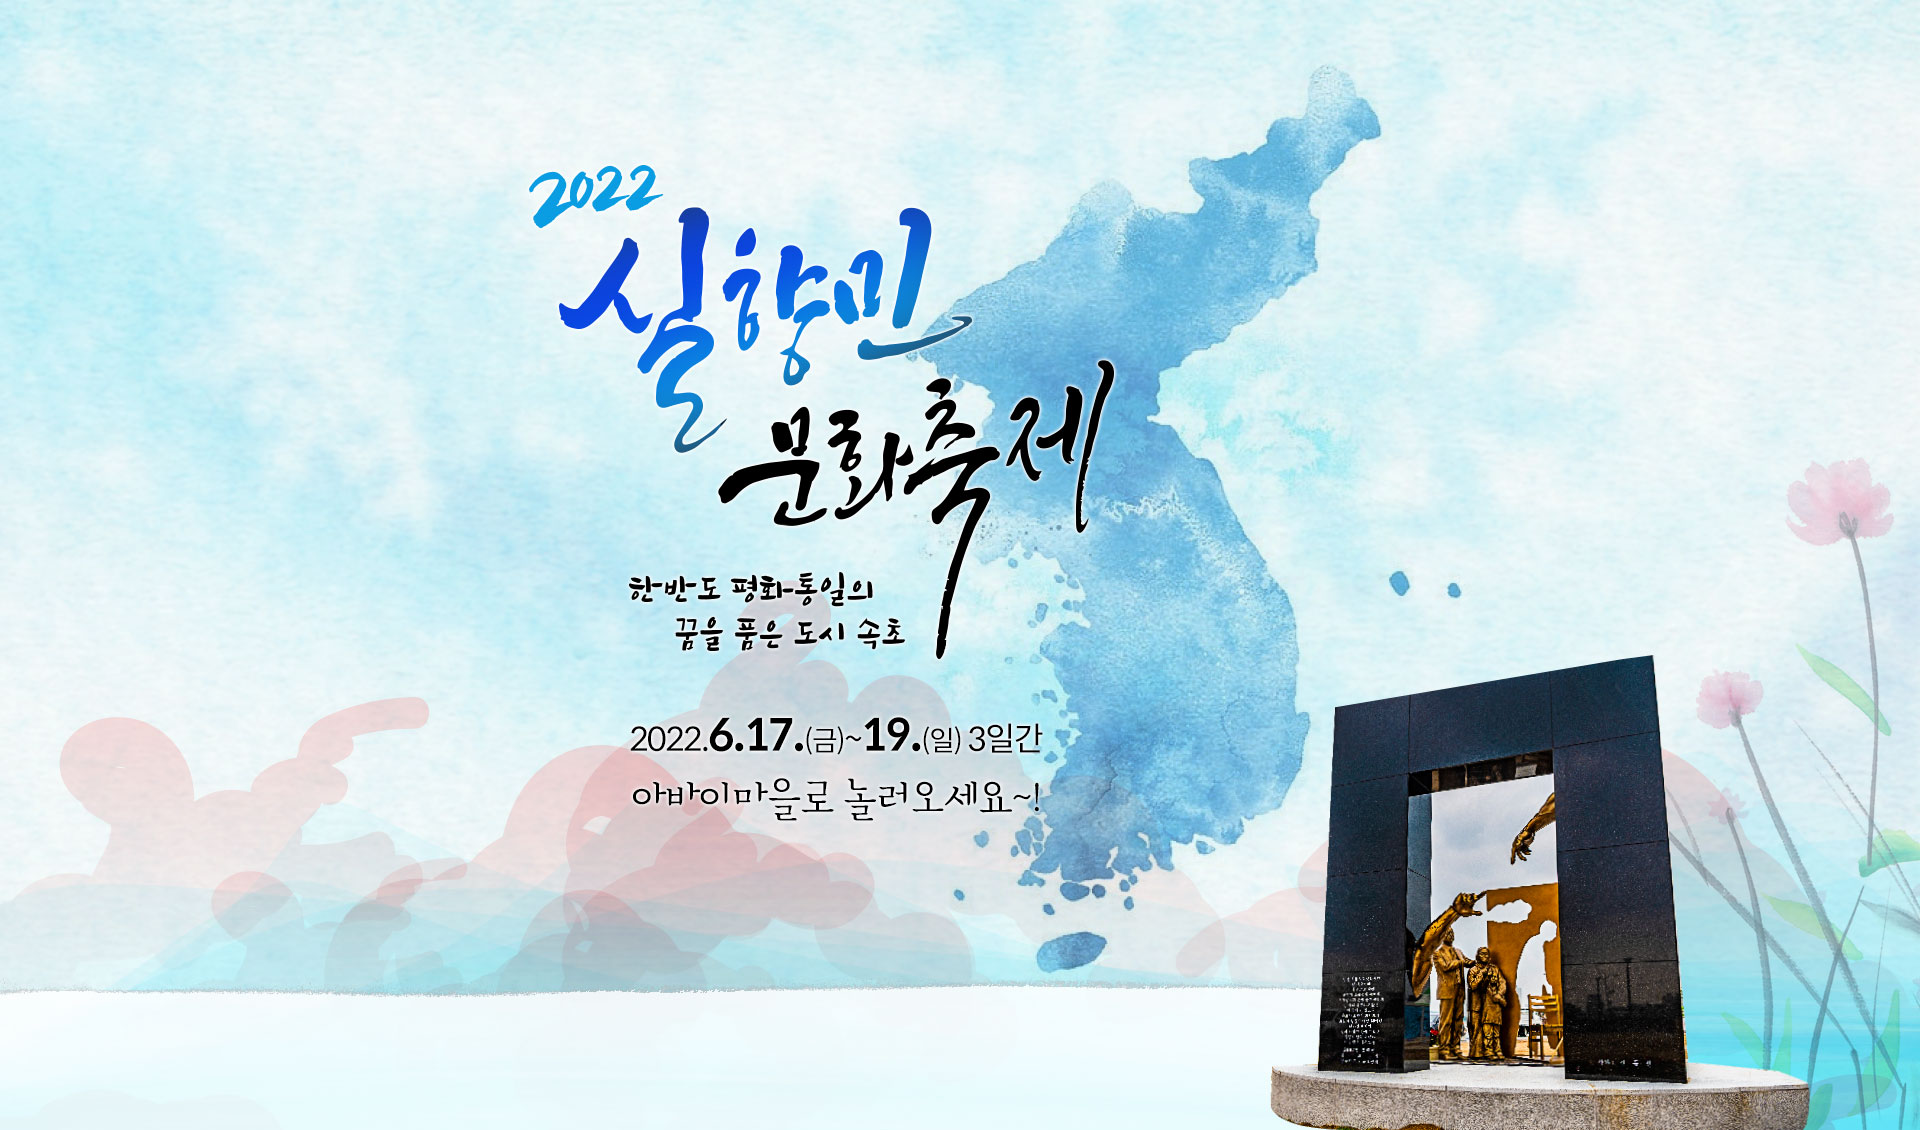 2022
실향민
문화축제
한반도 평화통일의
꿈을 품은 도시 속초
2022.6.17.(금)~19.(일) 3일간
아바이마을로 놀러오세요~!